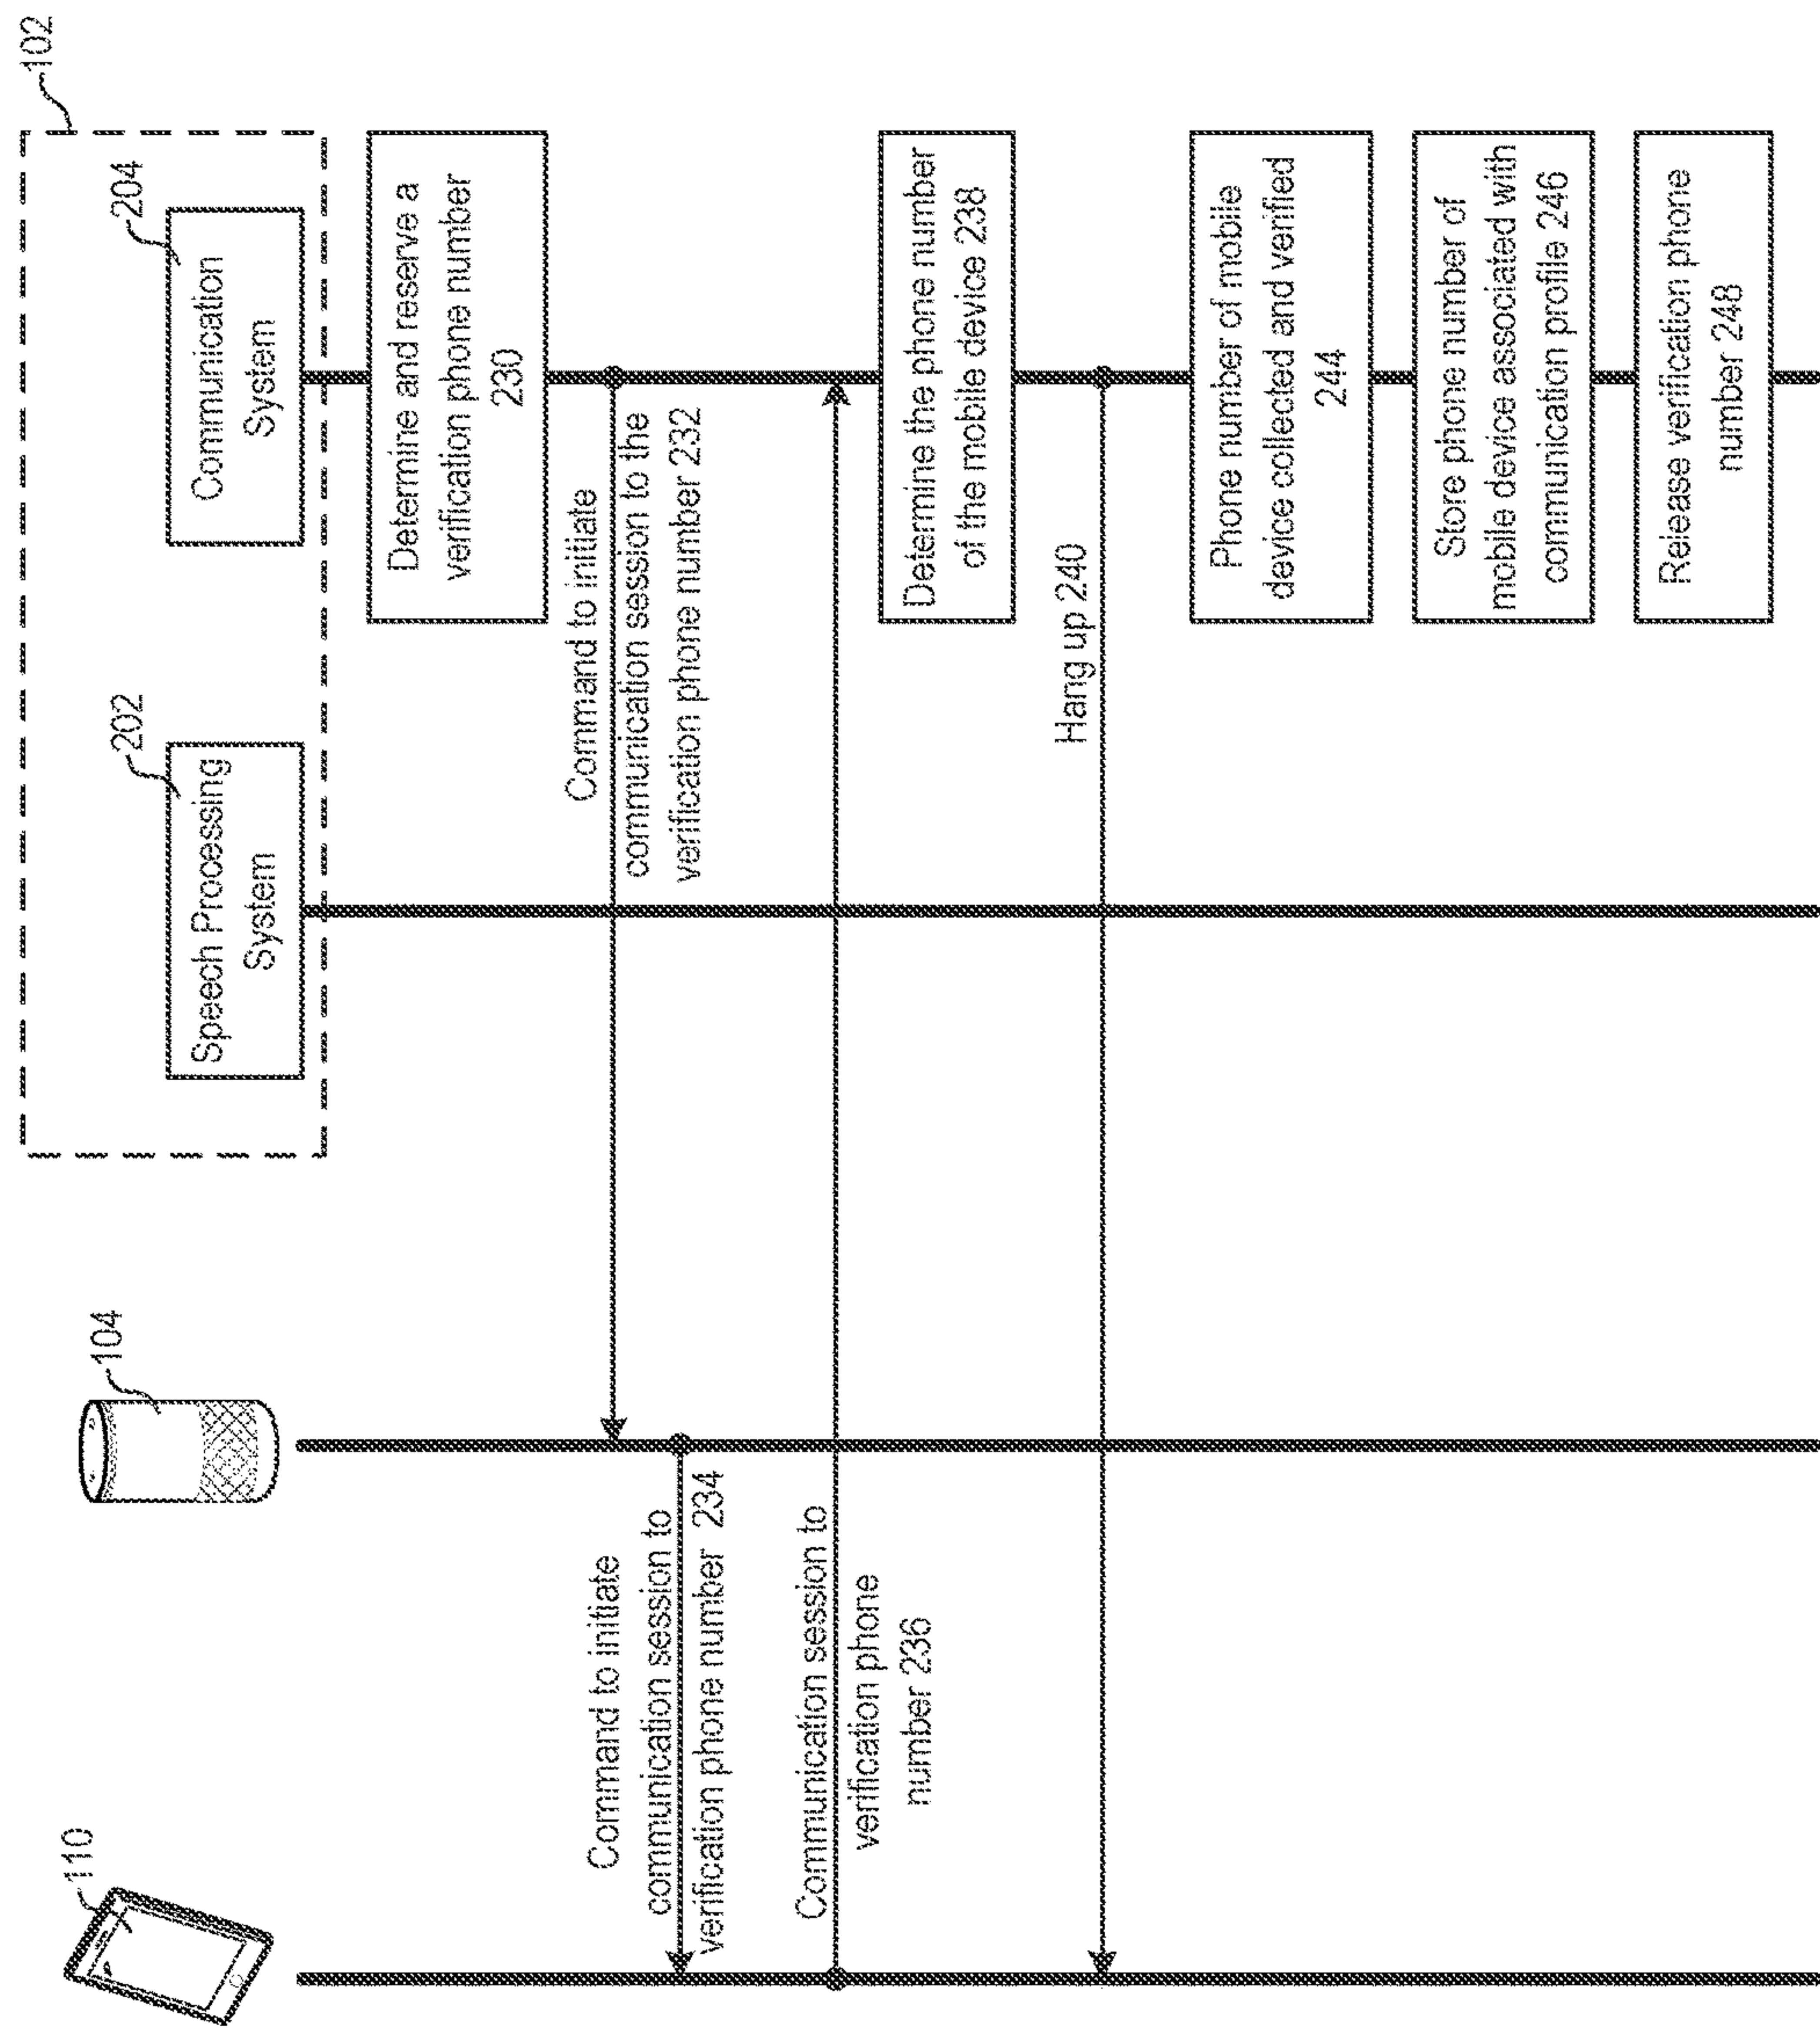 102
110
104
Speech Processing
System
202
Communication
System
204
Determine and reserve a
verification phone number
230
Command to initiate
communication session to the
verification phone number 232
Command to initiate
communication session to
verification phone number 234
Communication session to
verification phone
number 236
Determine the phone number
of the mobile device 238
Hang up 240
Phone number of mobile
device collected and verified
244
Store phone number of
mobile device associated with
communication profile 246
Release verification phone
number 248